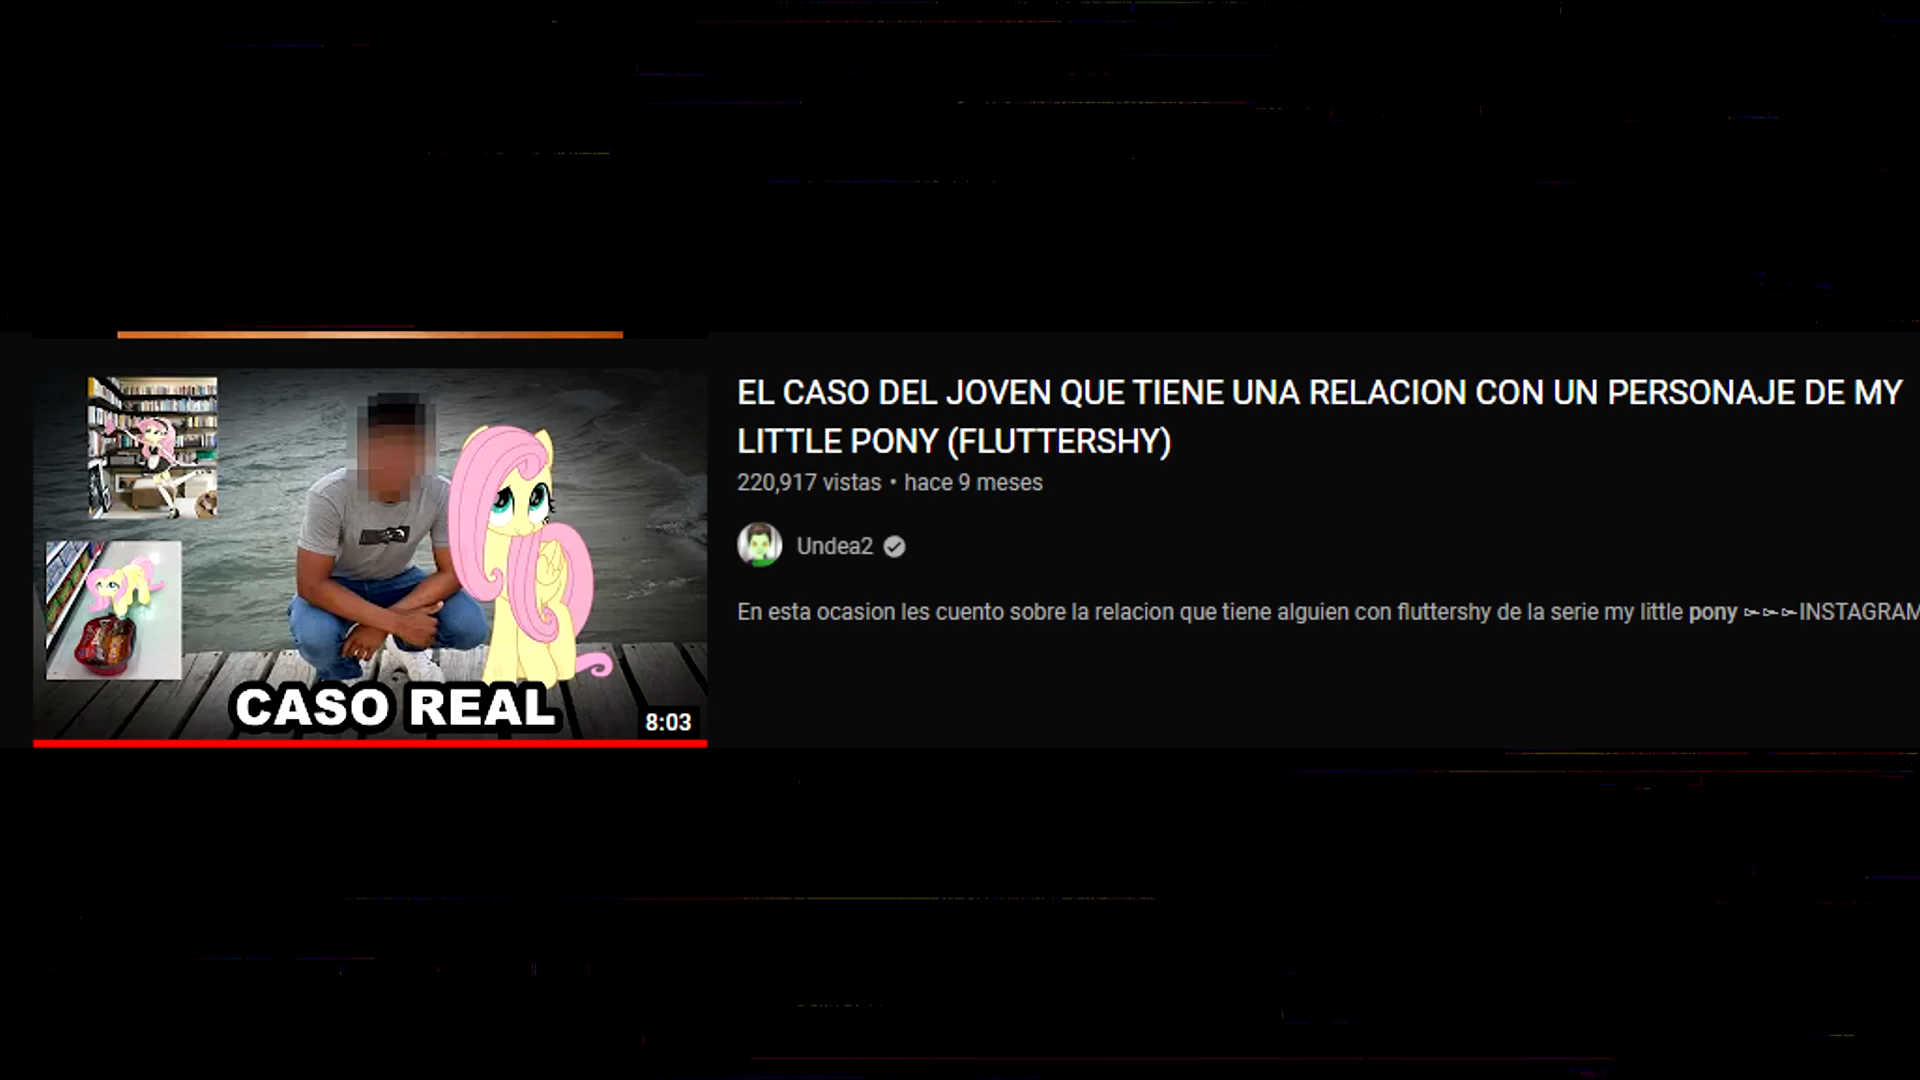 EL CASO DEL JOVEN QUE TIENE UNA RELACION CON UN PERSONAJE DE MY
LITTLE PONY (FLUTTERSHY)
220,917 vistas • hace 9 meses
Undea2
En esta ocasion les cuento sobre la relacion que tiene alguien con fluttershy de la serie my little pony ➳➳➳INSTAGRAM
CASO REAL
8:03